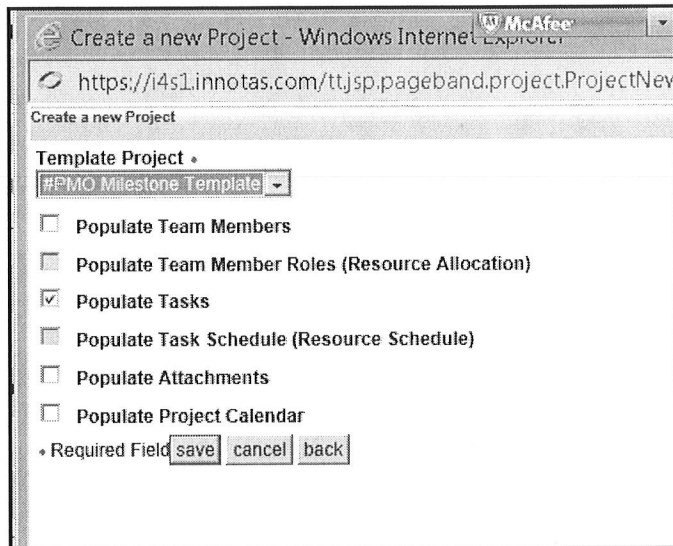 Create a new Project - Windows Internet Explorer
McAfee
https://i4s1.innotas.com/tt.jsp.pageband.project.ProjectNew
Create a new Project
Template Project •
#PMO Milestone Template
Populate Team Members
Populate Team Member Roles (Resource Allocation)
Populate Tasks
Populate Task Schedule (Resource Schedule)
Populate Attachments
Populate Project Calendar
• Required Field save cancel back